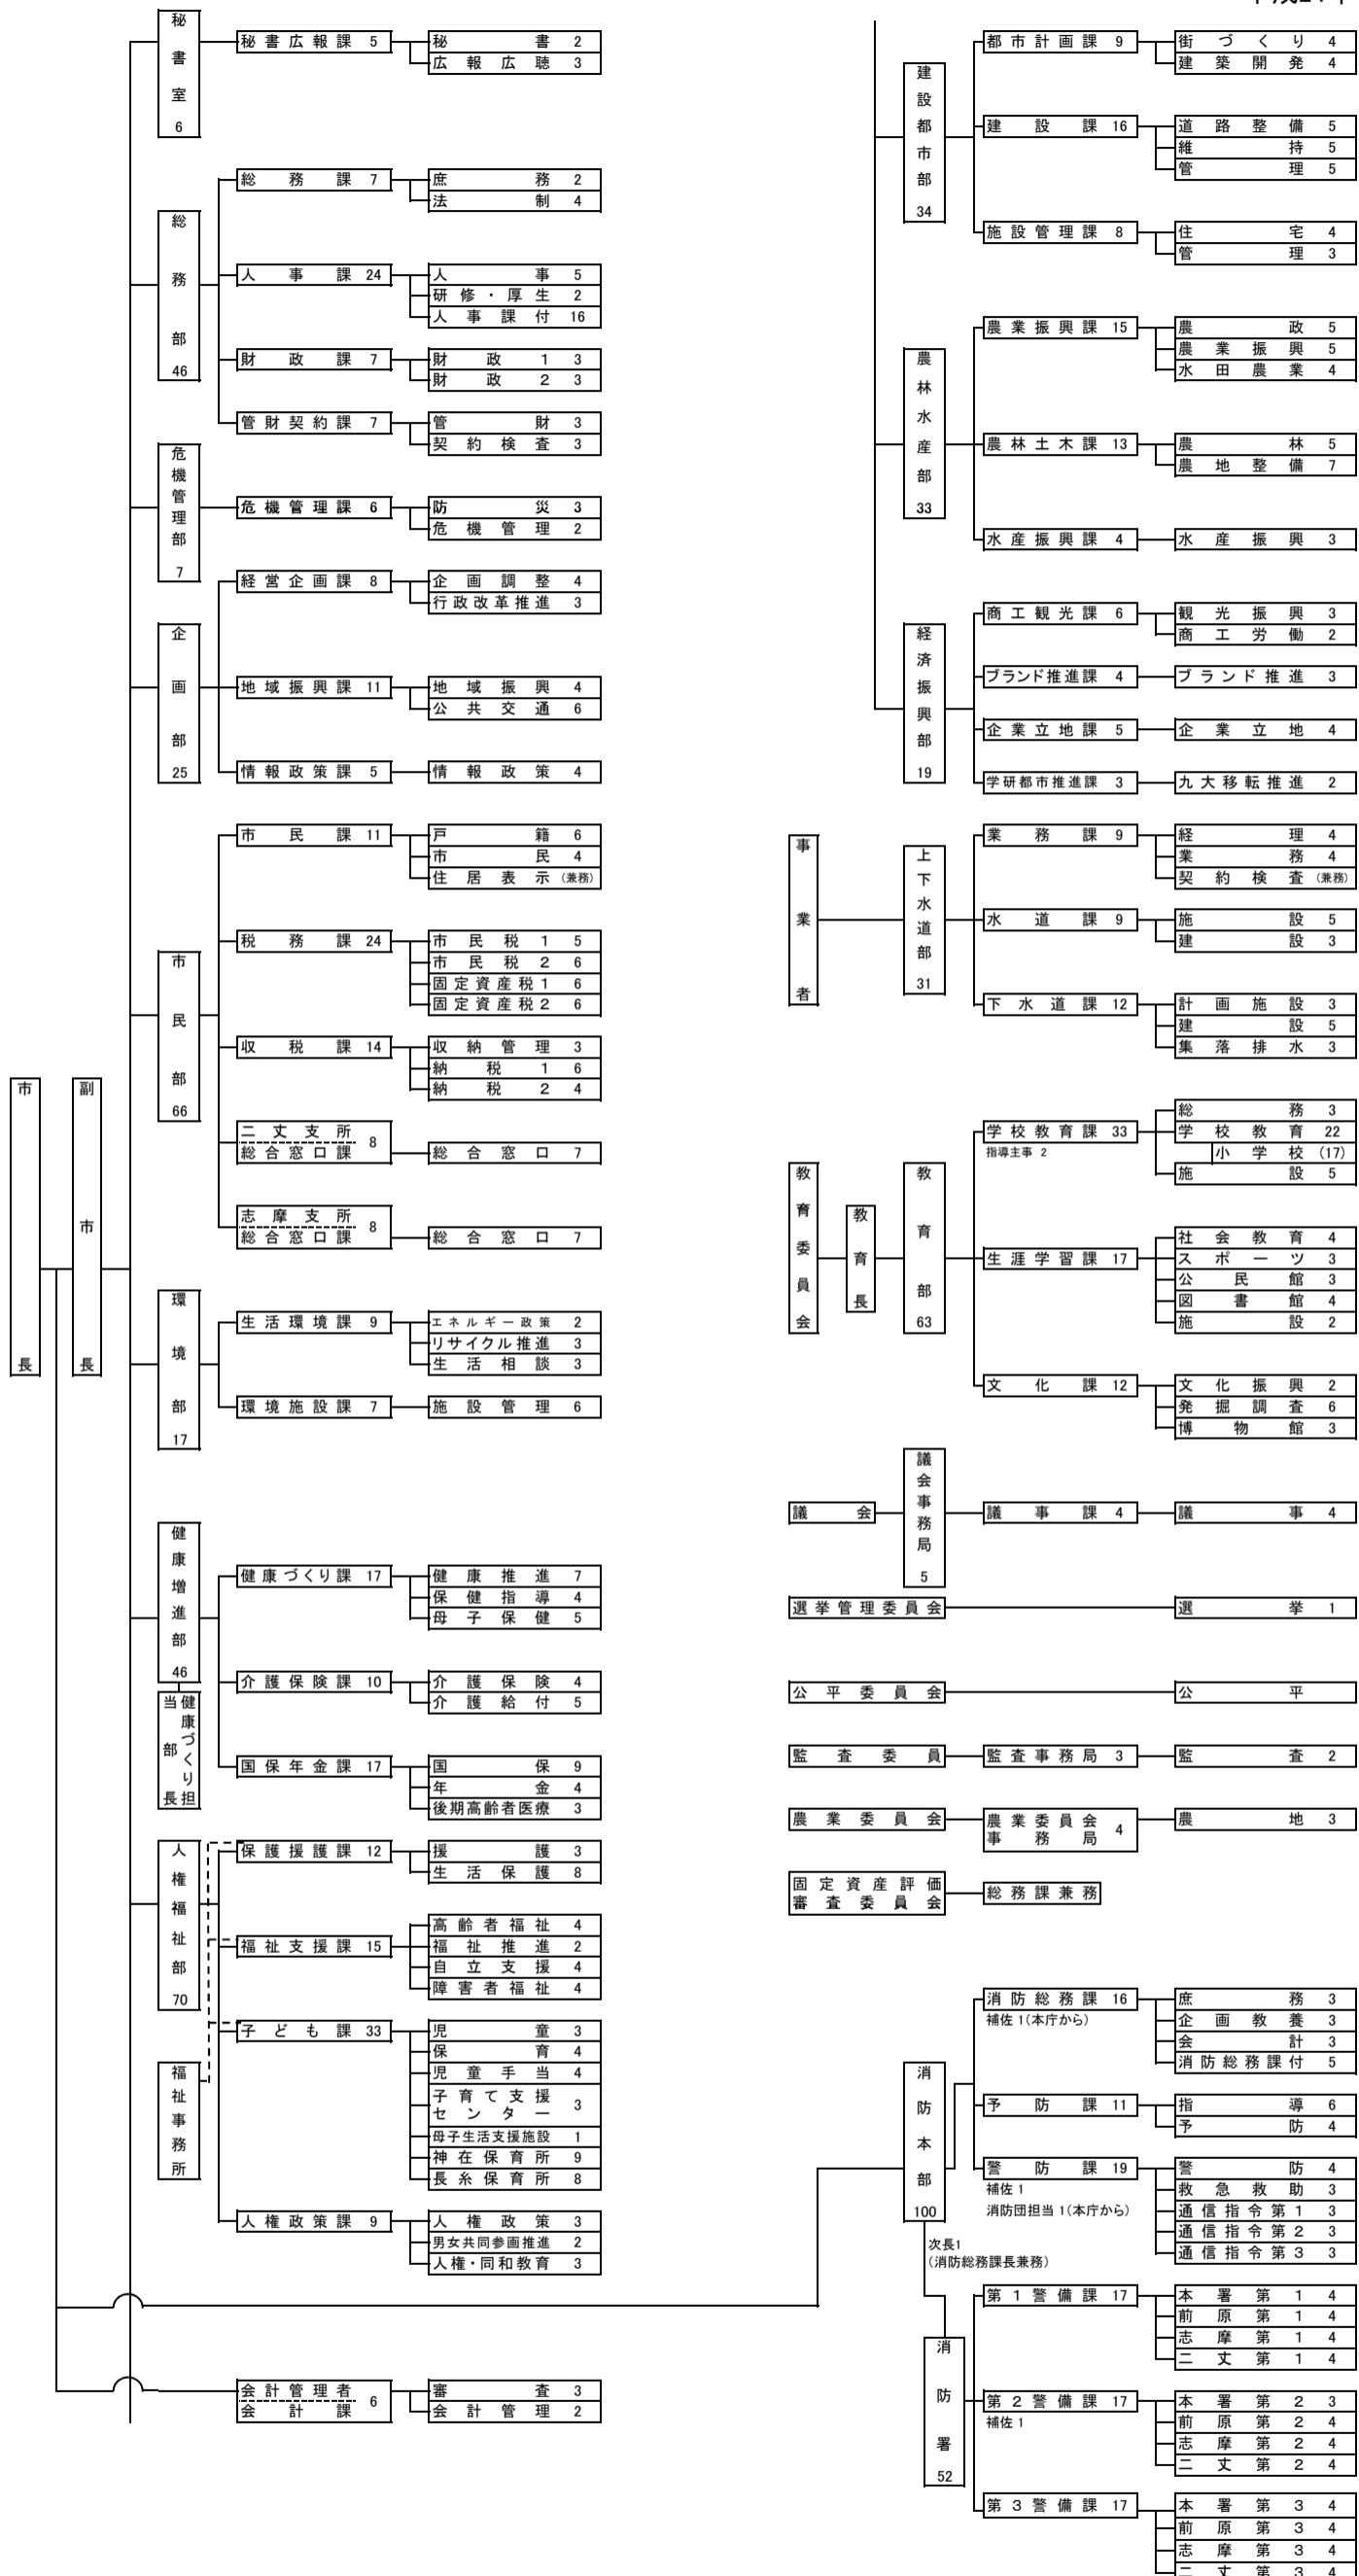 市長
副市長
秘書室 6
秘書広報課 5
秘書 2
広報広聴 3
総務部 46
総務課 7
庶務 2
法制 4
人事課 24
人事 5
研修・厚生 2
人事課付 16
財政課 7
財政1 3
財政2 3
管財契約課 7
管財 3
契約検査 3
危機管理部 7
危機管理課 6
防災 3
危機管理 2
企画部 25
経営企画課 8
企画調整 4
行政改革推進 3
地域振興課 11
地域振興 4
公共交通 6
情報政策課 5
情報政策 4
市民部 66
市民課 11
戸籍 6
市民 4
住居表示 (兼務)
税務課 24
市民税1 5
市民税2 6
固定資産税1 6
固定資産税2 6
収税課 14
収納管理 3
納税1 6
納税2 4
二丈支所
総合窓口課 8
総合窓口 7
志摩支所
総合窓口課 8
総合窓口 7
環境部 17
生活環境課 9
エネルギー政策 2
リサイクル推進 3
生活相談 3
環境施設課 7
施設管理 6
健康増進部 46
健康づくり担当部長
健康づくり課 17
健康推進 7
保健指導 4
母子保健 5
介護保険課 10
介護保険 4
介護給付 5
国保年金課 17
国保 9
年金 4
後期高齢者医療 3
人権福祉部 70
福祉事務所
保護援護課 12
援護 3
生活保護 8
福祉支援課 15
高齢者福祉 4
福祉推進 2
自立支援 4
障害者福祉 4
子ども課 33
児童 3
保育 4
児童手当 4
子育て支援
センター 3
母子生活支援施設 1
神在保育所 9
長糸保育所 8
人権政策課 9
人権政策 3
男女共同参画推進 2
人権・同和教育 3
会計管理者
会計課 6
審査 3
会計管理 2
建設都市部 34
都市計画課 9
街づくり 4
建築開発 4
建設課 16
道路整備 5
維持 5
管理 5
施設管理課 8
住宅 4
管理 3
農林水産部 33
農業振興課 15
農政 5
農業振興 5
水田農業 4
農林土木課 13
農林 5
農地整備 7
水産振興課 4
水産振興 3
経済振興部 19
商工観光課 6
観光振興 3
商工労働 2
ブランド推進課 4
ブランド推進 3
企業立地課 5
企業立地 4
学研都市推進課 3
九大移転推進 2
事業者
上下水道部 31
業務課 9
経理 4
業務 4
契約検査 (兼務)
水道課 9
施設 5
建設 3
下水道課 12
計画施設 3
建設 5
集落排水 3
教育委員会
教育長
教育部 63
学校教育課 33
指導主事 2
総務 3
学校教育 22
小学校 (17)
施設 5
生涯学習課 17
社会教育 4
スポーツ 3
公民館 3
図書館 4
施設 2
文化課 12
文化振興 2
発掘調査 6
博物館 3
議会
議会事務局 5
議事課 4
議事 4
選挙管理委員会
選挙 1
公平委員会
公平
監査委員
監査事務局 3
監査 2
農業委員会
農業委員会
事務局 4
農地 3
固定資産評価
審査委員会
総務課兼務
消防本部 100
次長1
(消防総務課長兼務)
消防総務課 16
補佐 1(本庁から)
庶務 3
企画教養 3
会計 3
消防総務課付 5
予防課 11
指導 6
予防 4
警防課 19
補佐 1
消防団担当 1(本庁から)
警防 4
救急救助 3
通信指令第1 3
通信指令第2 3
通信指令第3 3
消防署 52
第1警備課 17
本署第1 4
前原第1 4
志摩第1 4
二丈第1 4
第2警備課 17
補佐 1
本署第2 3
前原第2 4
志摩第2 4
二丈第2 4
第3警備課 17
本署第3 4
前原第3 4
志摩第3 4
二丈第3 4